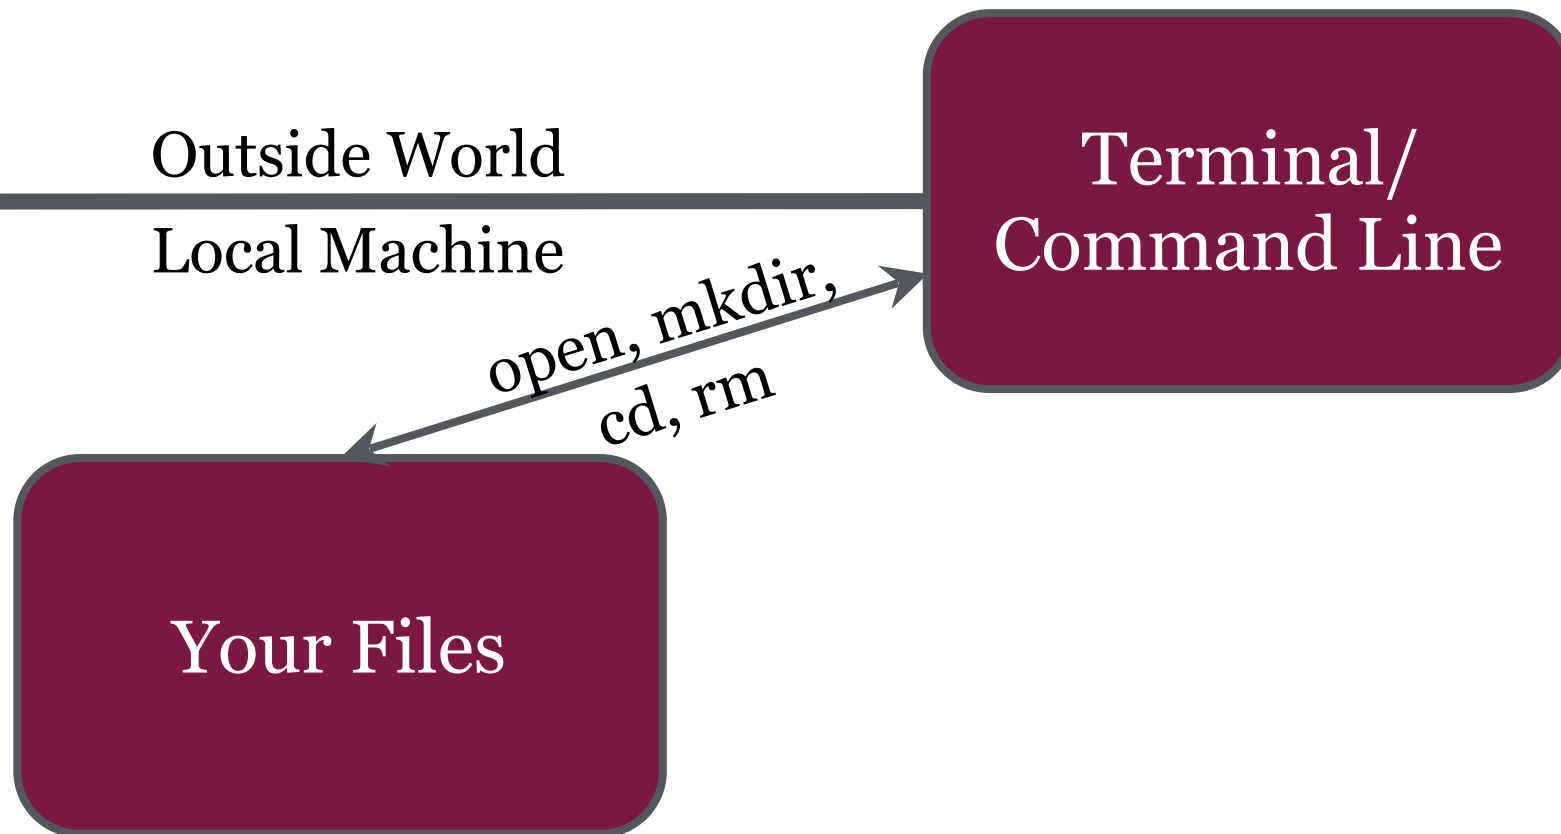 Outside World
Local Machine
Terminal/
Command Line
open, mkdir,
cd, rm
Your Files